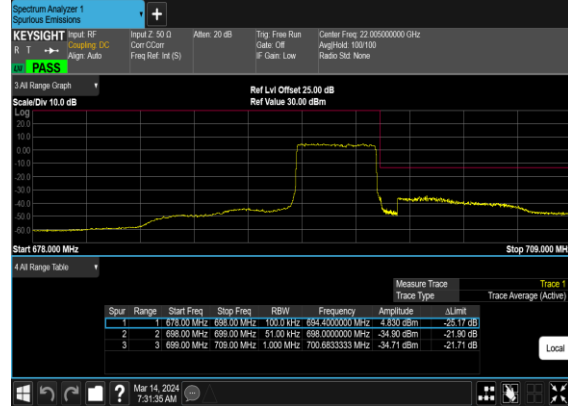 Spectrum Analyzer 1
Spurious Emissions
KEYSIGHT Input: RF Input Z: 50 Ω Atten: 20 dB Trig: Free Run Center Freq: 22.005000000 GHz
R T Coupling: DC Corr CCorr Gate: Off Avg|Hold: 100/100
Align: Auto Freq Ref: Int (S) IF Gain: Low Radio Std: None
PASS
3 All Range Graph
Ref Lvl Offset 25.00 dB
Scale/Div 10.0 dB Ref Value 30.00 dBm
Log
20.0
10.0
0.00
-10.0
-20.0
-30.0
-40.0
-50.0
-60.0
Start 678.000 MHz Stop 709.000 MH
4 All Range Table
Measure Trace Trace 1
Trace Type Trace Average (Active)
Spur Range Start Freq Stop Freq RBW Frequency Amplitude ΔLimit
1 1 678.00 MHz 698.00 MHz 100.0 kHz 694.4000000 MHz 4.830 dBm -25.17 dB
2 2 698.00 MHz 699.00 MHz 51.00 kHz 698.0000000 MHz -34.90 dBm -21.90 dB
3 3 699.00 MHz 709.00 MHz 1.000 MHz 700.6833333 MHz -34.71 dBm -21.71 dB
Local
Mar 14, 2024
7:31:35 AM